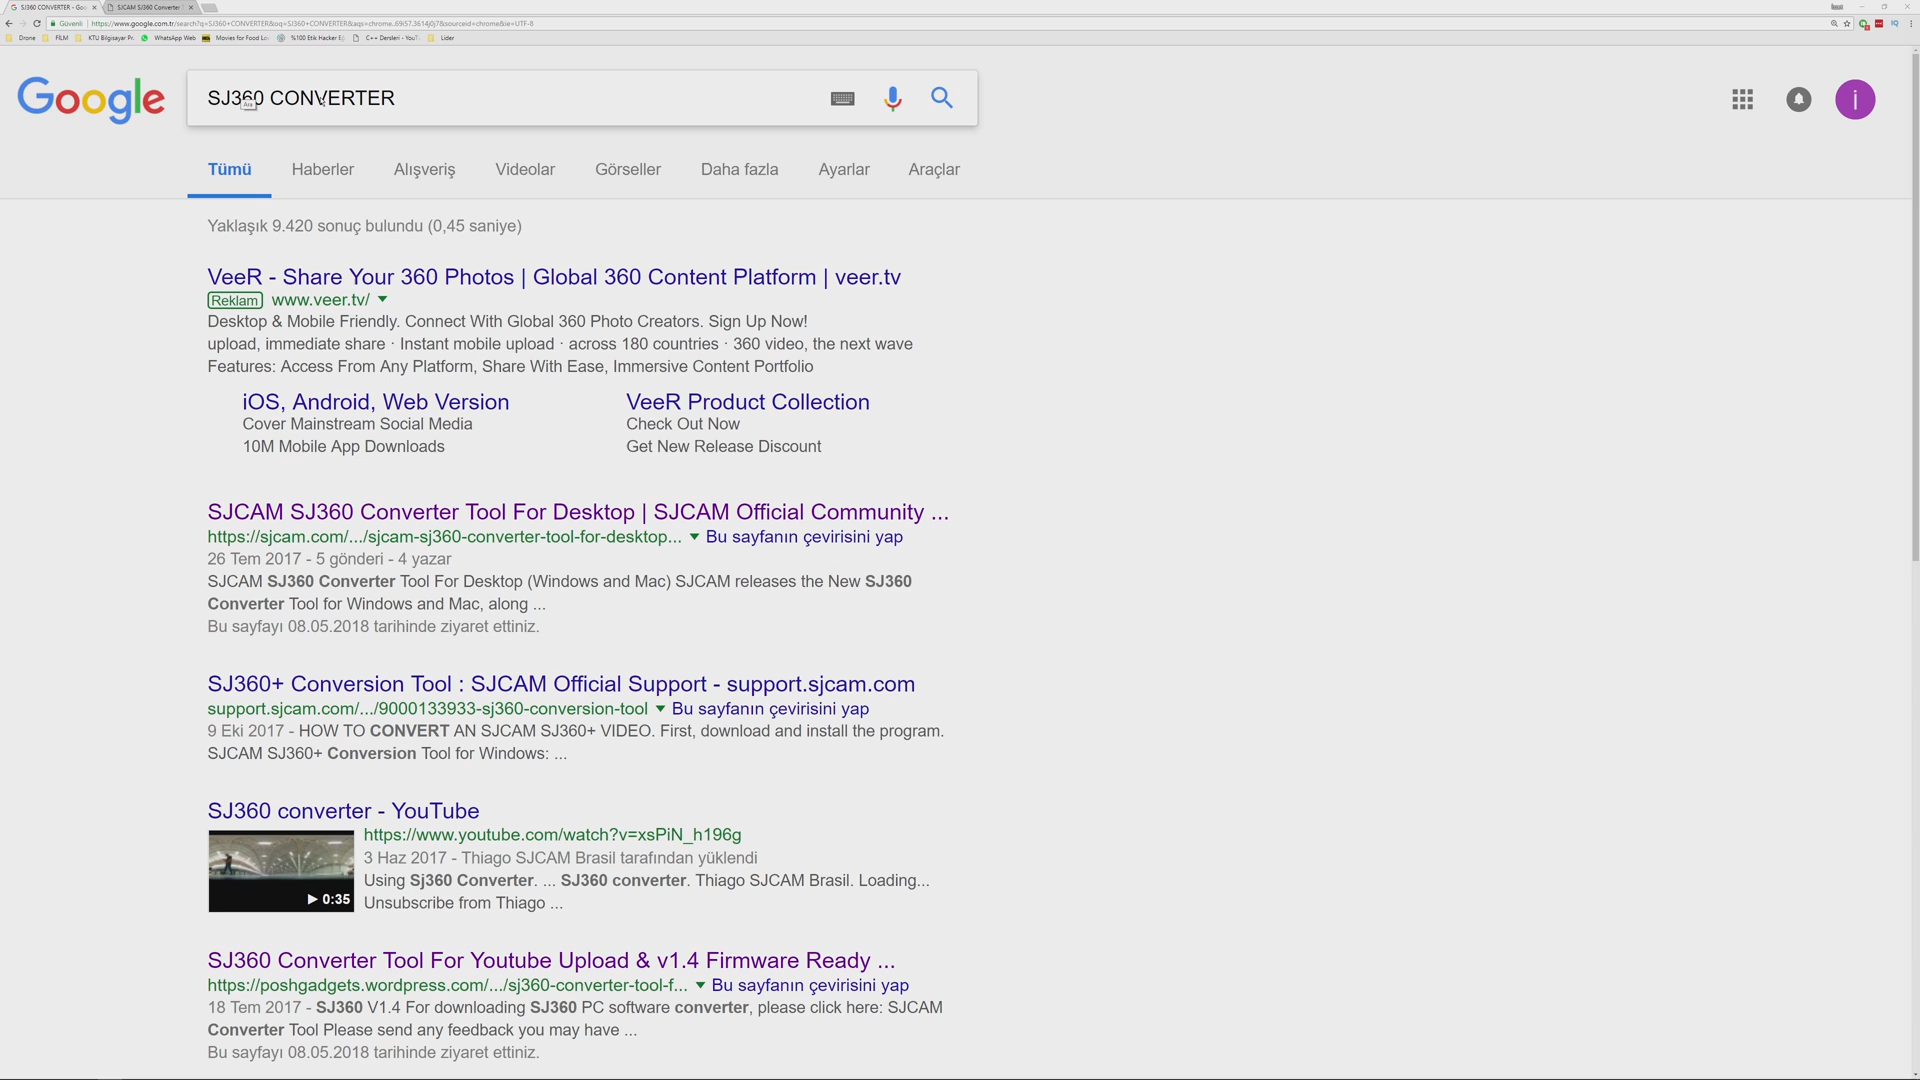 SJ360 CONVERTER - Goo
SJCAM SJ360 Converter
Güvenli
https://www.google.com.tr/search?q=SJ360+CONVERTER&oq=SJ360+CONVERTER&aqs=chrome..69i57.3614j0j7&sourceid=chrome&ie=UTF-8
Drone
FİLM
KTU Bilgisayar Pr.
WhatsApp Web
Movies for Food Lo
%100 Etik Hacker Eğ
C++ Dersleri - YouT
Lider
Google
SJ360 CONVERTER
Ara
i
Tümü
Haberler
Alışveriş
Videolar
Görseller
Daha fazla
Ayarlar
Araçlar
Yaklaşık 9.420 sonuç bulundu (0,45 saniye)
VeeR - Share Your 360 Photos | Global 360 Content Platform | veer.tv
Reklam www.veer.tv/
Desktop & Mobile Friendly. Connect With Global 360 Photo Creators. Sign Up Now!
upload, immediate share · Instant mobile upload · across 180 countries · 360 video, the next wave
Features: Access From Any Platform, Share With Ease, Immersive Content Portfolio
iOS, Android, Web Version
Cover Mainstream Social Media
10M Mobile App Downloads
VeeR Product Collection
Check Out Now
Get New Release Discount
SJCAM SJ360 Converter Tool For Desktop | SJCAM Official Community ...
https://sjcam.com/.../sjcam-sj360-converter-tool-for-desktop... Bu sayfanın çevirisini yap
26 Tem 2017 - 5 gönderi - 4 yazar
SJCAM SJ360 Converter Tool For Desktop (Windows and Mac) SJCAM releases the New SJ360
Converter Tool for Windows and Mac, along ...
Bu sayfayı 08.05.2018 tarihinde ziyaret ettiniz.
SJ360+ Conversion Tool : SJCAM Official Support - support.sjcam.com
support.sjcam.com/.../9000133933-sj360-conversion-tool Bu sayfanın çevirisini yap
9 Eki 2017 - HOW TO CONVERT AN SJCAM SJ360+ VIDEO. First, download and install the program.
SJCAM SJ360+ Conversion Tool for Windows: ...
SJ360 converter - YouTube
https://www.youtube.com/watch?v=xsPiN_h196g
3 Haz 2017 - Thiago SJCAM Brasil tarafından yüklendi
Using Sj360 Converter. ... SJ360 converter. Thiago SJCAM Brasil. Loading...
Unsubscribe from Thiago ...
0:35
SJ360 Converter Tool For Youtube Upload & v1.4 Firmware Ready ...
https://poshgadgets.wordpress.com/.../sj360-converter-tool-f... Bu sayfanın çevirisini yap
18 Tem 2017 - SJ360 V1.4 For downloading SJ360 PC software converter, please click here: SJCAM
Converter Tool Please send any feedback you may have ...
Bu sayfayı 08.05.2018 tarihinde ziyaret ettiniz.